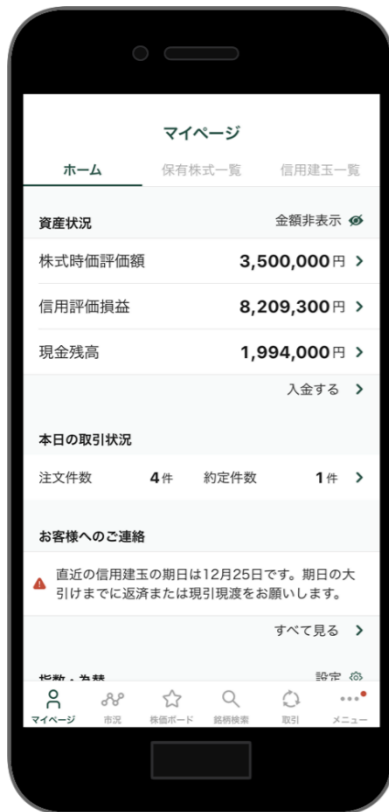 マイページ
ホーム 保有株式一覧 信用建玉一覧
資産状況 金額非表示
株式時価評価額 3,500,000円
信用評価損益 8,209,300円
現金残高 1,994,000円
入金する
本日の取引状況
注文件数 4件 約定件数 1件
お客様へのご連絡
直近の信用建玉の期日は12月25日です。期日の大
引けまでに返済または現引現渡をお願いします。
すべて見る
指数・為替 設定
マイページ 市況 株価ボード 銘柄検索 取引 メニュー